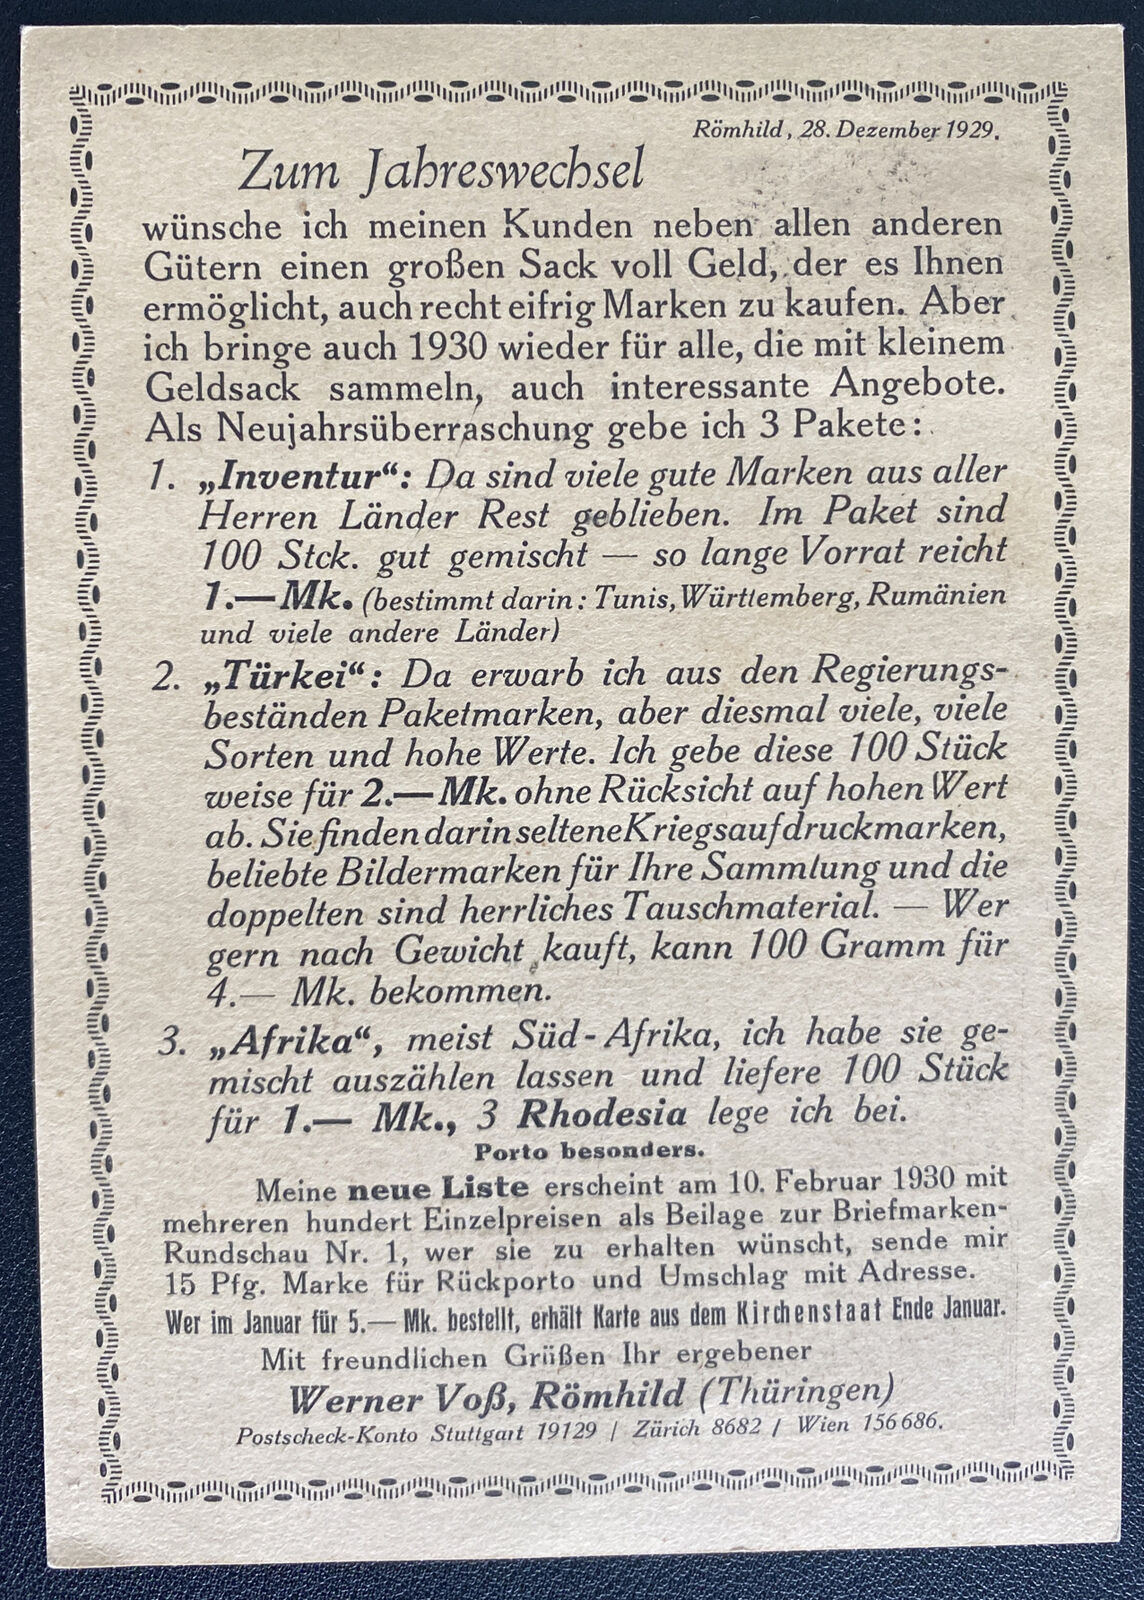 Römhild, 28. Dezember 1929.
Zum Jahreswechsel
wünsche ich meinen Kunden neben allen anderen
Gütern einen großen Sack voll Geld, der es Ihnen
ermöglicht, auch recht eifrig Marken zu kaufen. Aber
ich bringe auch 1930 wieder für alle, die mit kleinem
Geldsack sammeln, auch interessante Angebote.
Als Neujahrsüberraschung gebe ich 3 Pakete:
1. „Inventur“: Da sind viele gute Marken aus aller
Herren Länder Rest geblieben. Im Paket sind
100 Stck. gut gemischt — so lange Vorrat reicht
1.— Mk. (bestimmt darin: Tunis, Württemberg, Rumänien
und viele andere Länder)
2. „Türkei“: Da erwarb ich aus den Regierungs-
beständen Paketmarken, aber diesmal viele, viele
Sorten und hohe Werte. Ich gebe diese 100 Stück
weise für 2.— Mk. ohne Rücksicht auf hohen Wert
ab. Sie finden darin seltene Kriegsaufdruckmarken,
beliebte Bildermarken für Ihre Sammlung und die
doppelten sind herrliches Tauschmaterial. — Wer
gern nach Gewicht kauft, kann 100 Gramm für
4.— Mk. bekommen.
3. „Afrika“, meist Süd-Afrika, ich habe sie ge-
mischt auszählen lassen und liefere 100 Stück
für 1.— Mk., 3 Rhodesia lege ich bei.
Porto besonders.
Meine neue Liste erscheint am 10. Februar 1930 mit
mehreren hundert Einzelpreisen als Beilage zur Briefmarken-
Rundschau Nr. 1, wer sie zu erhalten wünscht, sende mir
15 Pfg. Marke für Rückporto und Umschlag mit Adresse.
Wer im Januar für 5.— Mk. bestellt, erhält Karte aus dem Kirchenstaat Ende Januar.
Mit freundlichen Grüßen Ihr ergebener
Werner Voß, Römhild (Thüringen)
Postscheck-Konto Stuttgart 19129 / Zürich 8682 / Wien 156686.